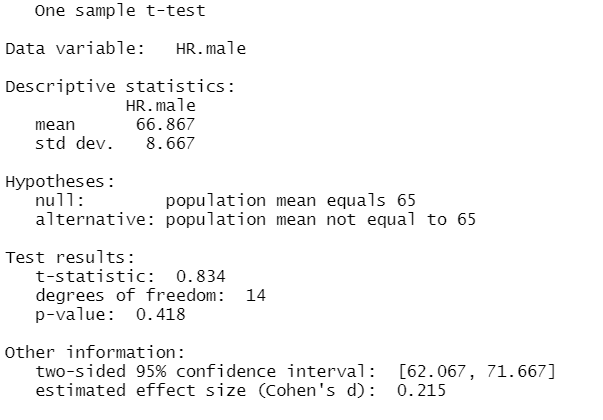 One sample t-test
Data variable:   HR.male
Descriptive statistics:
            HR.male
   mean      66.867
   std dev.   8.667
Hypotheses:
   null:        population mean equals 65
   alternative: population mean not equal to 65
Test results:
   t-statistic:  0.834
   degrees of freedom:  14
   p-value:  0.418
Other information:
   two-sided 95% confidence interval:  [62.067, 71.667]
   estimated effect size (Cohen's d):  0.215